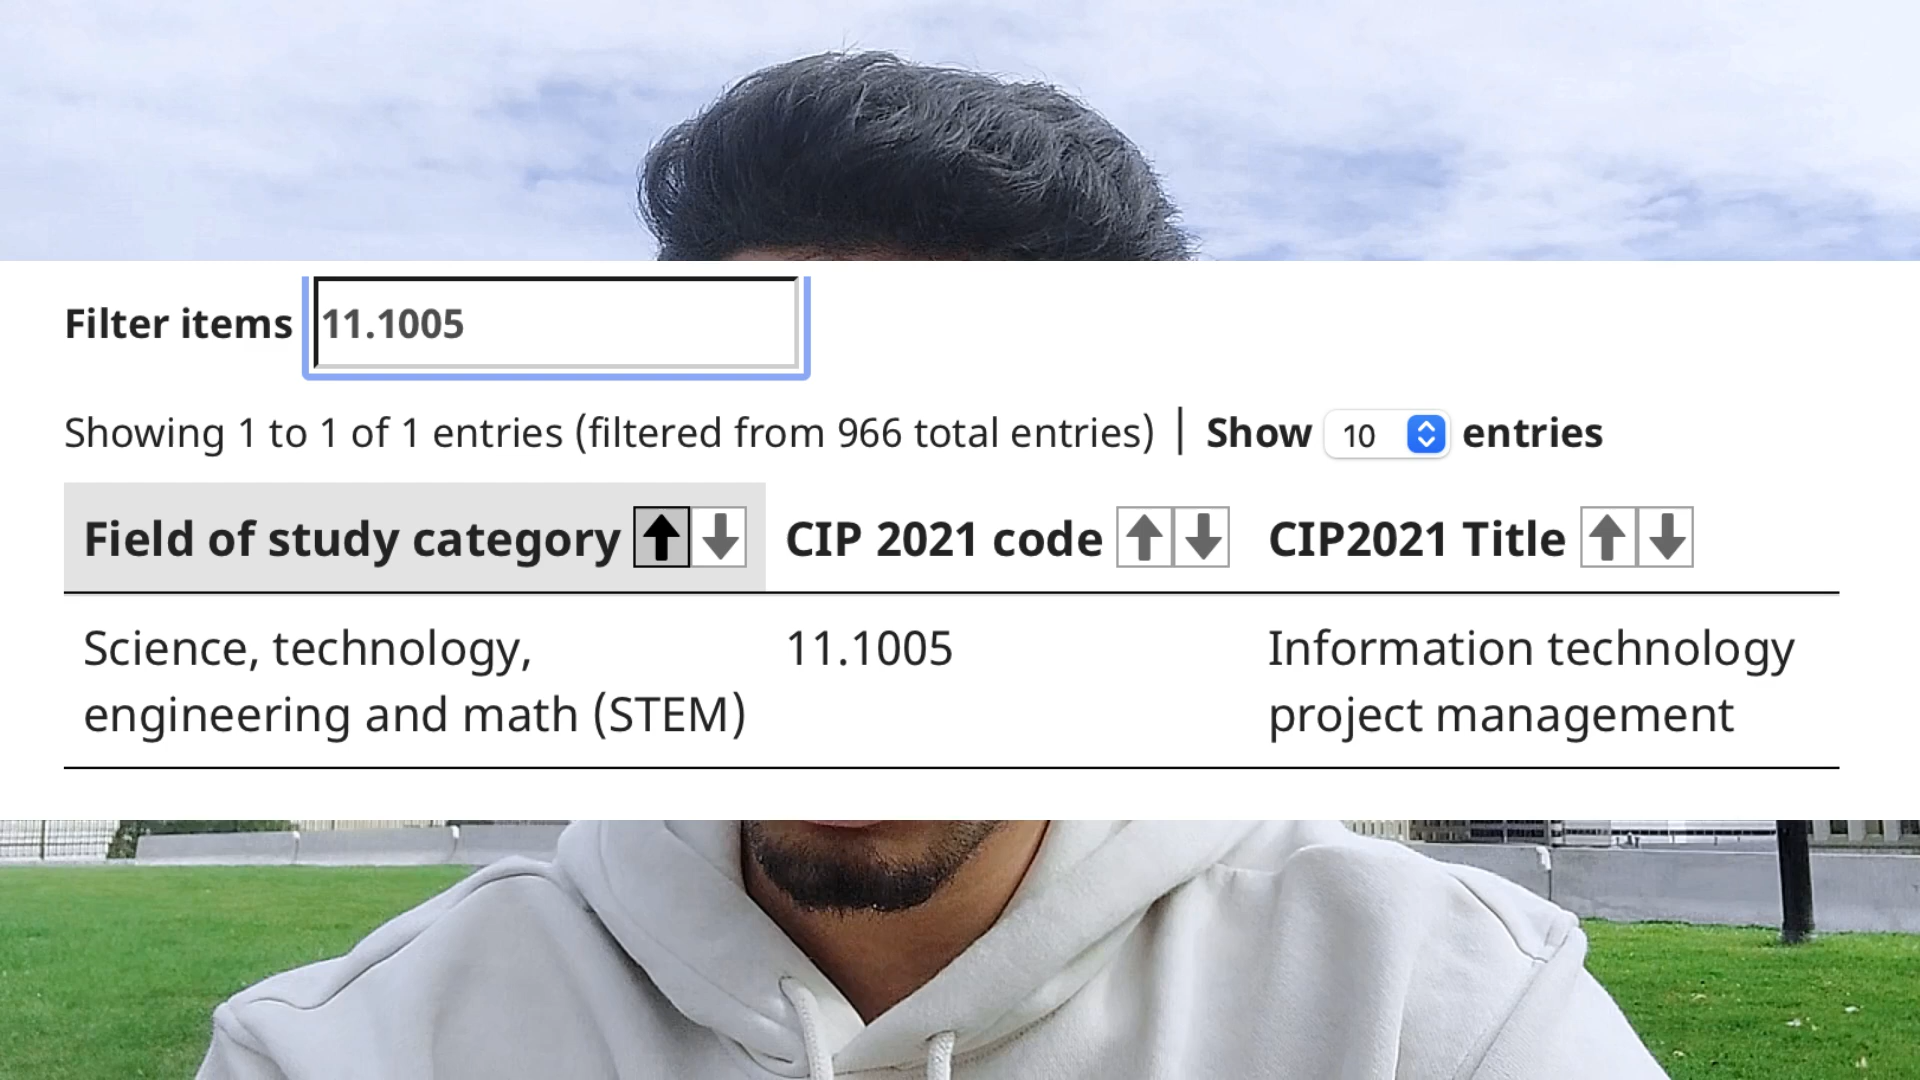 Filter items 11.1005
Showing 1 to 1 of 1 entries (filtered from 966 total entries) | Show 10 entries
Field of study category CIP 2021 code CIP2021 Title
Science, technology, 11.1005 Information technology
engineering and math (STEM) project management